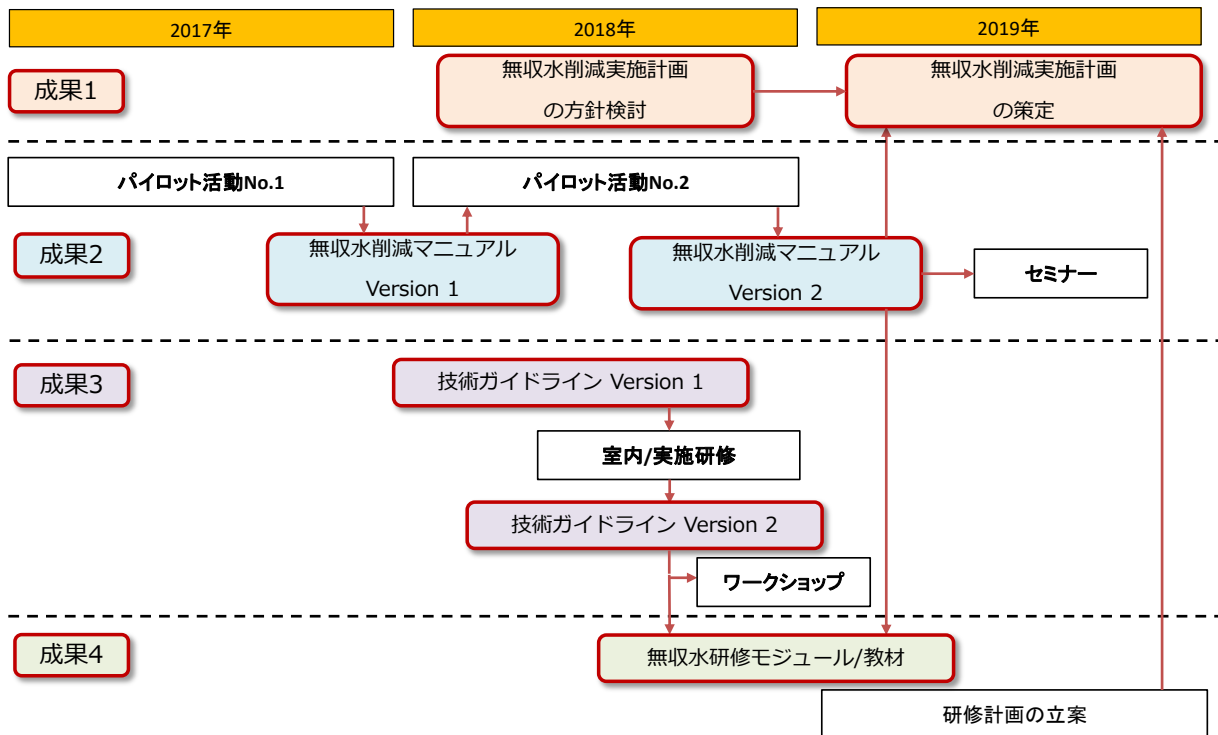 2017年
2018年
2019年
成果1
無収水削減実施計画
の方針検討
無収水削減実施計画
の策定
パイロット活動No.1
パイロット活動No.2
成果2
無収水削減マニュアル
Version 1
無収水削減マニュアル
Version 2
セミナー
成果3
技術ガイドライン Version 1
室内/実施研修
技術ガイドライン Version 2
ワークショップ
成果4
無収水研修モジュール/教材
研修計画の立案